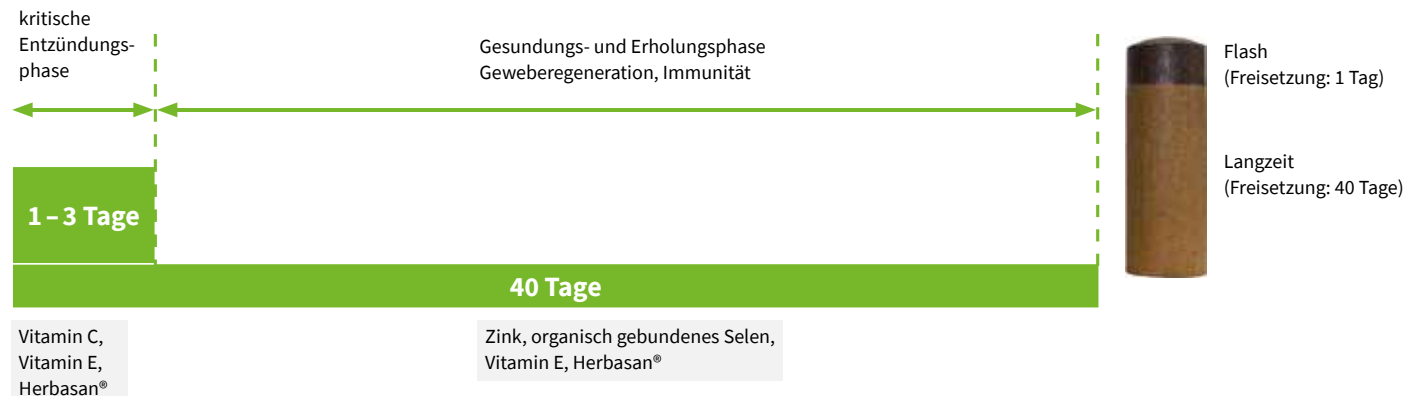 kritische
Entzündungs-
phase
Gesundungs- und Erholungsphase
Geweberegeneration, Immunität
Flash
(Freisetzung: 1 Tag)
Langzeit
(Freisetzung: 40 Tage)
1 – 3 Tage
40 Tage
Vitamin C,
Vitamin E,
Herbasan®
Zink, organisch gebundenes Selen,
Vitamin E, Herbasan®